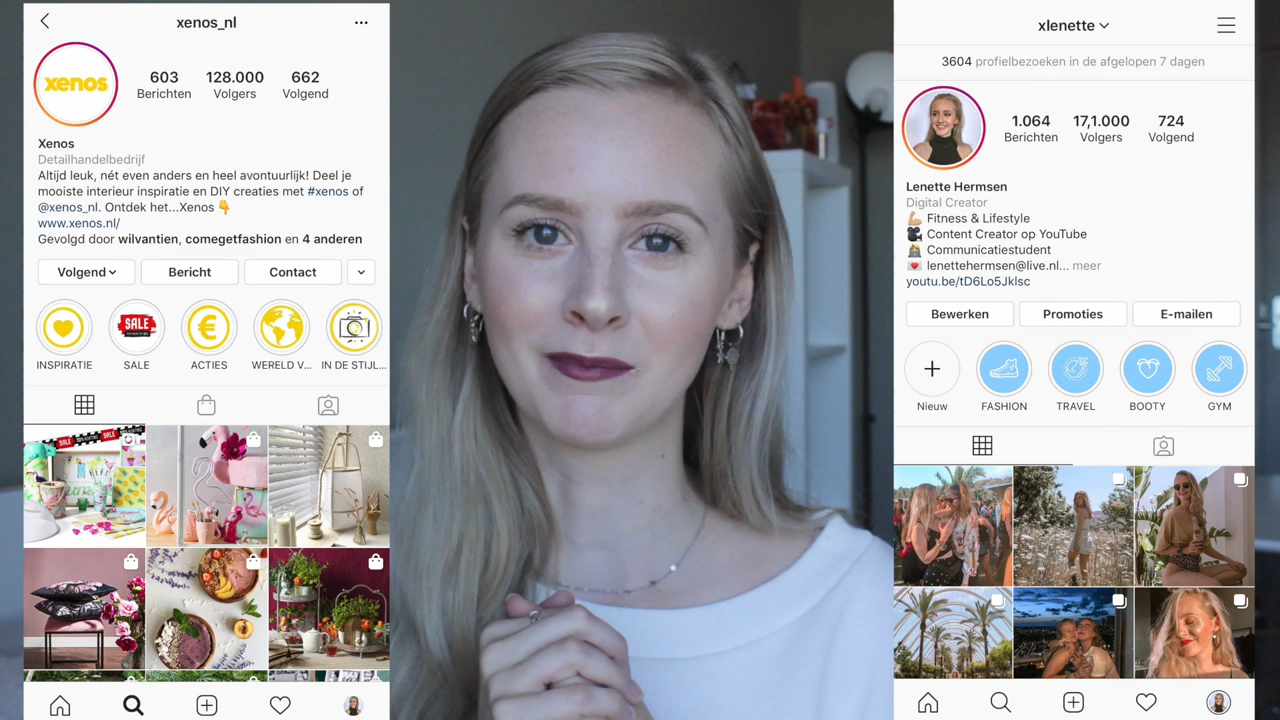 xenos_nl
xenos
603
Berichten
128.000
Volgers
662
Volgend
Xenos
Detailhandelbedrijf
Altijd leuk, nét even anders en heel avontuurlijk! Deel je
mooiste interieur inspiratie en DIY creaties met #xenos of
@xenos_nl. Ontdek het...Xenos 👇
www.xenos.nl/
Gevolgd door wilvantien, comegetfashion en 4 anderen
Volgend
Bericht
Contact
SALE
€
INSPIRATIE
SALE
ACTIES
WERELD V...
IN DE STIJL...
SALE
SALE
xlenette
3604 profielbezoeken in de afgelopen 7 dagen
1.064
Berichten
17,1.000
Volgers
724
Volgend
Lenette Hermsen
Digital Creator
Fitness & Lifestyle
Content Creator op YouTube
Communicatiestudent
lenettehermsen@live.nl... meer
youtu.be/tD6Lo5Jklsc
Bewerken
Promoties
E-mailen
Nieuw
FASHION
TRAVEL
BOOTY
GYM